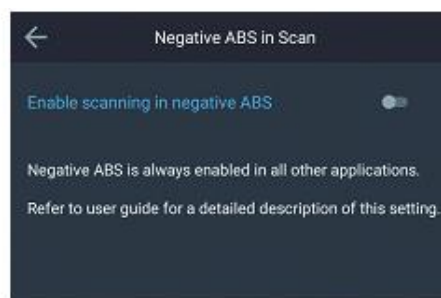 Negative ABS in Scan
Enable scanning in negative ABS
Negative ABS is always enabled in all other applications.
Refer to user guide for a detailed description of this setting.